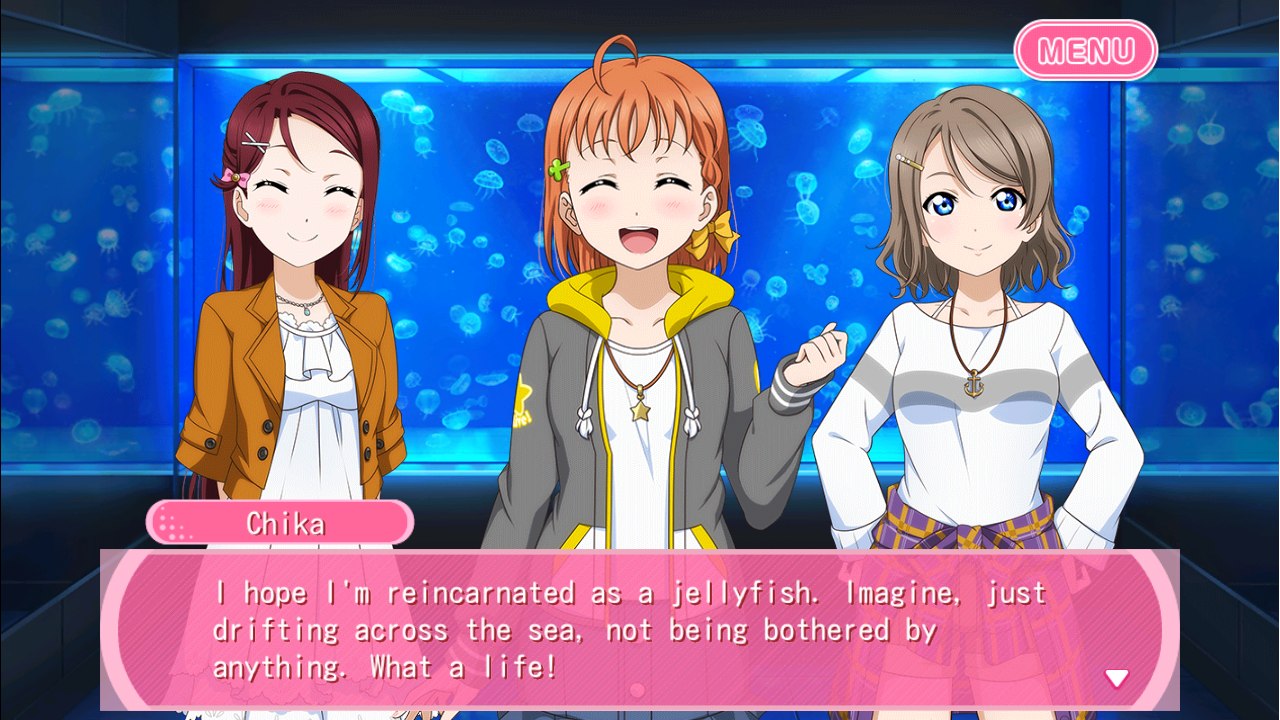 MENU
Chika
I hope I'm reincarnated as a jellyfish. Imagine, just
drifting across the sea, not being bothered by
anything. What a life!